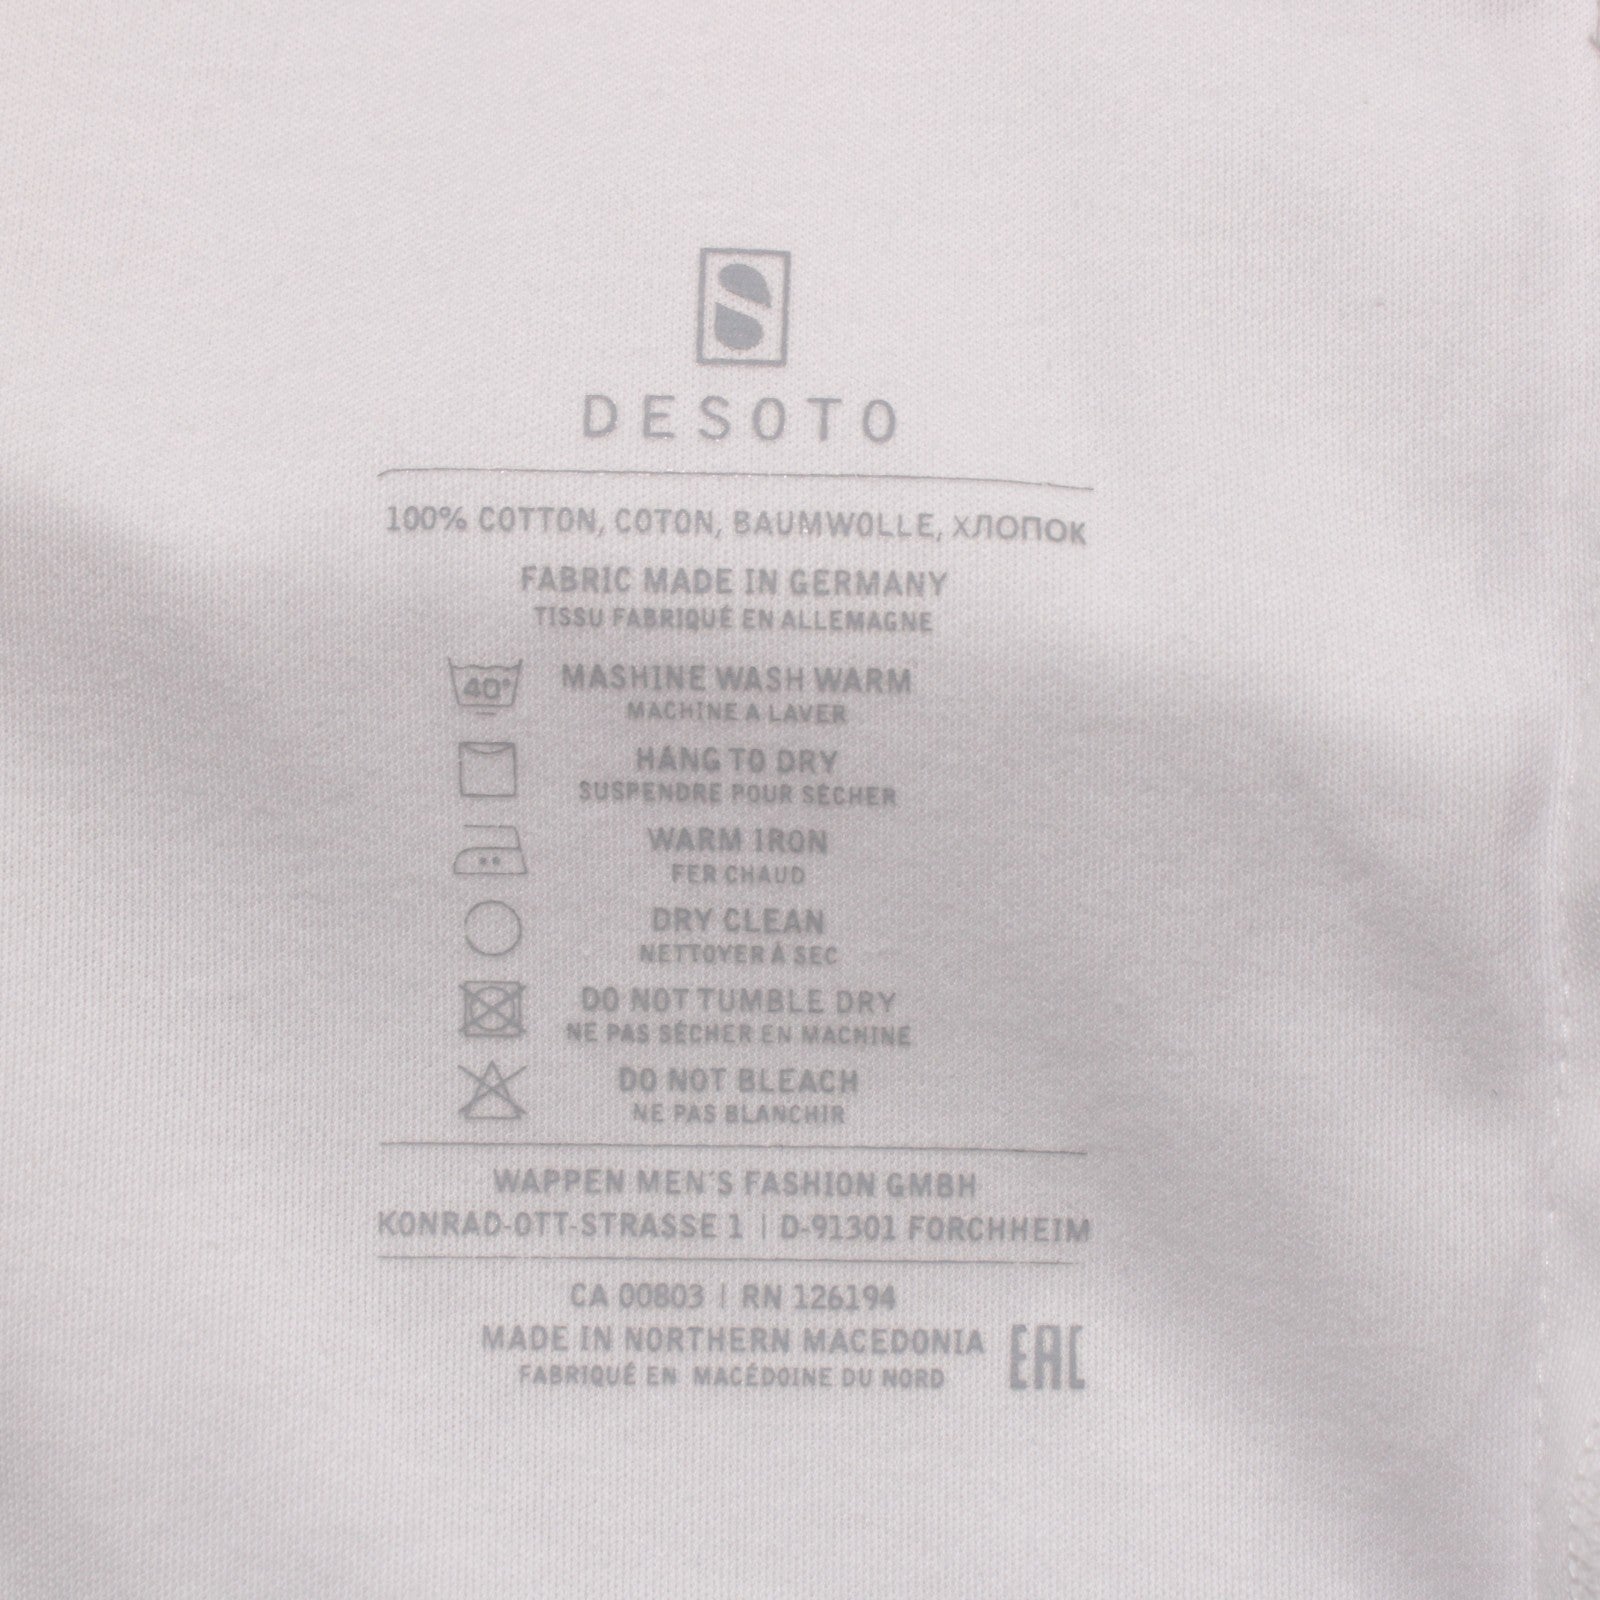 S
DESOTO
100% COTTON, COTON, BAUMWOLLE, ХЛОПОК
FABRIC MADE IN GERMANY
TISSU FABRIQUÉ EN ALLEMAGNE
40° MASHINE WASH WARM
MACHINE A LAVER
HANG TO DRY
SUSPENDRE POUR SÉCHER
WARM IRON
FER CHAUD
DRY CLEAN
NETTOYER À SEC
DO NOT TUMBLE DRY
NE PAS SÉCHER EN MACHINE
DO NOT BLEACH
NE PAS BLANCHIR
WAPPEN MEN'S FASHION GMBH
KONRAD-OTT-STRASSE 1 | D-91301 FORCHHEIM
CA 00803 | RN 126194
MADE IN NORTHERN MACEDONIA
FABRIQUÉ EN MACÉDOINE DU NORD
EAC